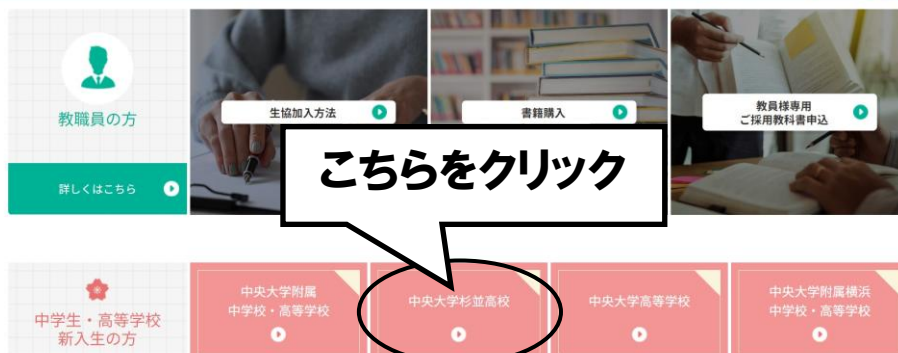 教職員の方
詳しくはこちら
生協加入方法
書籍購入
教員様専用
ご採用教科書申込
こちらをクリック
中学生・高等学校
新入生の方
中央大学附属
中学校・高等学校
中央大学杉並高校
中央大学高等学校
中央大学附属横浜
中学校・高等学校